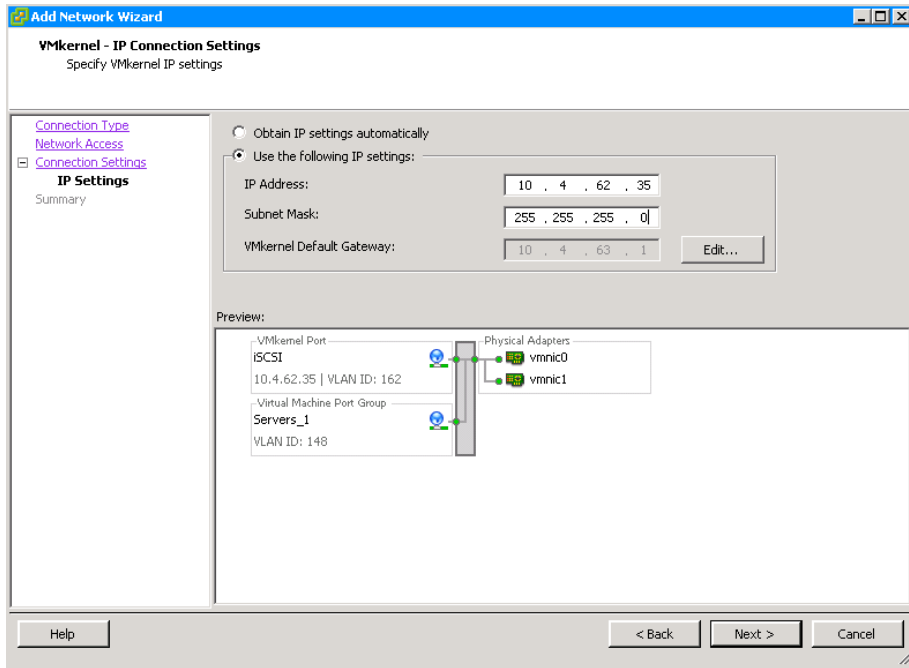 Add Network Wizard
VMkernel - IP Connection Settings
Specify VMkernel IP settings
Connection Type
Network Access
Connection Settings
IP Settings
Summary
Obtain IP settings automatically
Use the following IP settings:
IP Address: 10 . 4 . 62 . 35
Subnet Mask: 255 . 255 . 255 . 0
VMkernel Default Gateway: 10 . 4 . 63 . 1 Edit...
Preview:
VMkernel Port
iSCSI
10.4.62.35 | VLAN ID: 162
Virtual Machine Port Group
Servers_1
VLAN ID: 148
Physical Adapters
vmnic0
vmnic1
Help < Back Next > Cancel